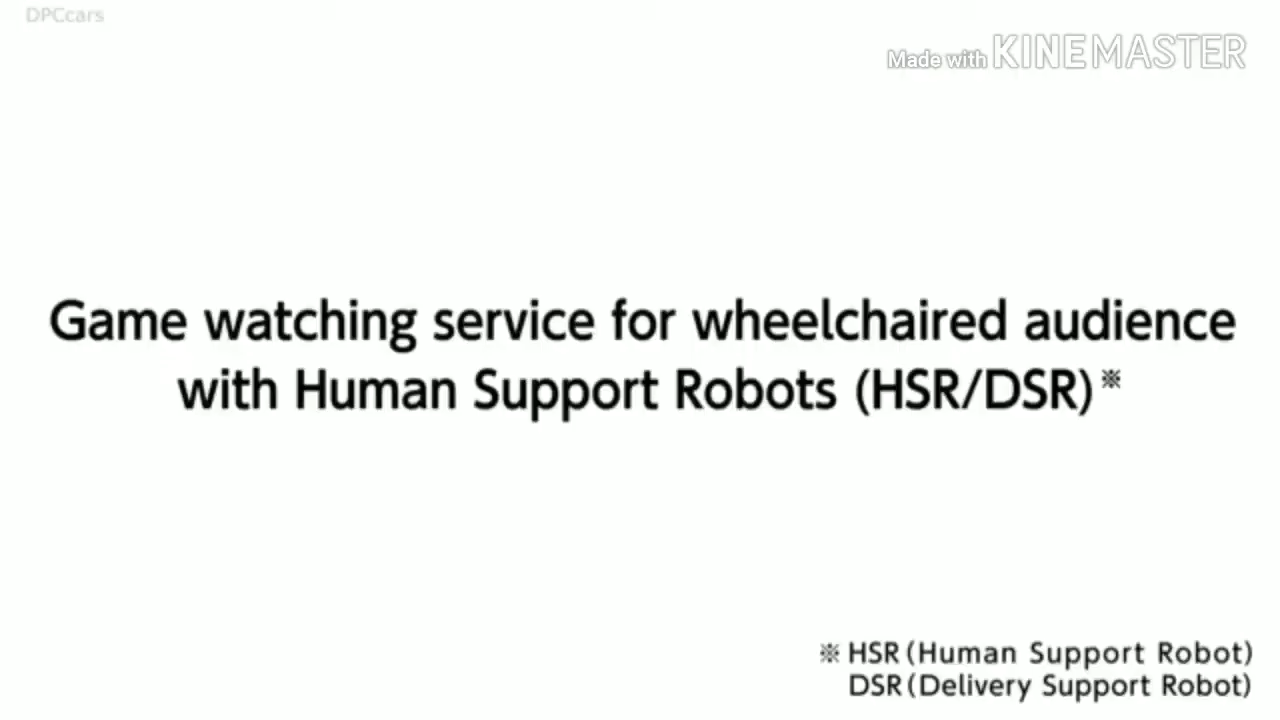 DPCcars
Made with KINEMASTER
Game watching service for wheelchaired audience
with Human Support Robots (HSR/DSR)※
※ HSR (Human Support Robot)
DSR (Delivery Support Robot)